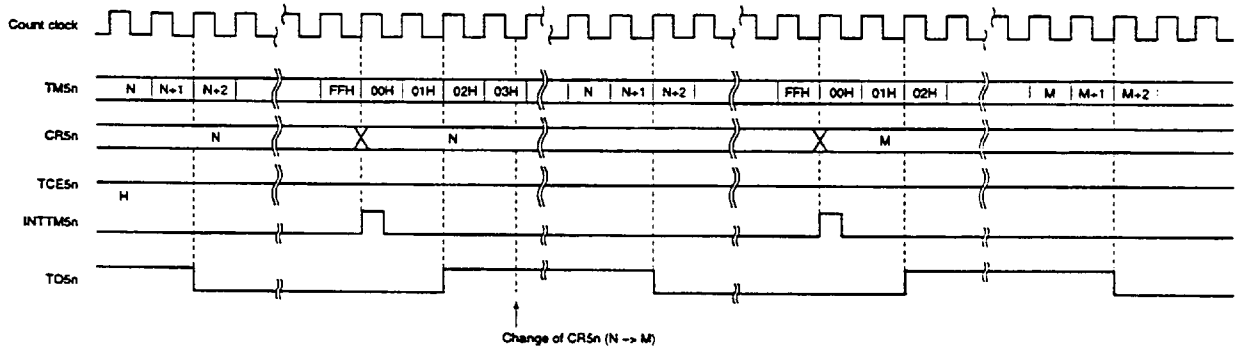 Count clock
TM5n N N+1 N+2 FFH 00H 01H 02H 03H N N+1 N+2 FFH 00H 01H 02H M M+1 M+2
CR5n N N M
TCE5n
H
INTTM5n
TO5n
Change of CR5n (N -> M)